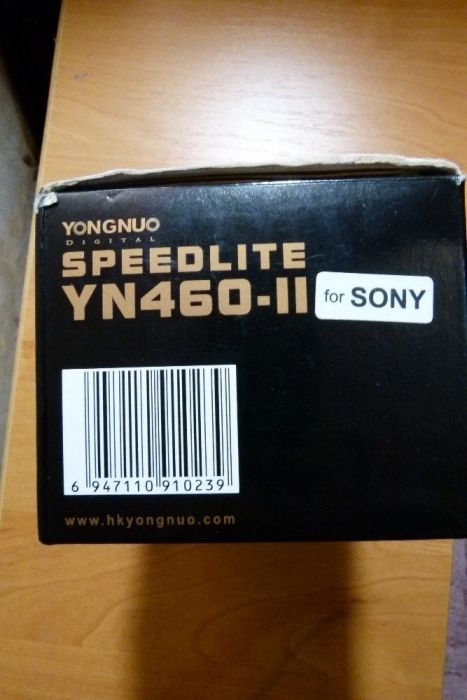 YONGNUO
DIGITAL
SPEEDLITE
YN460-II for SONY
6 947110 910239
www.hkyongnuo.com